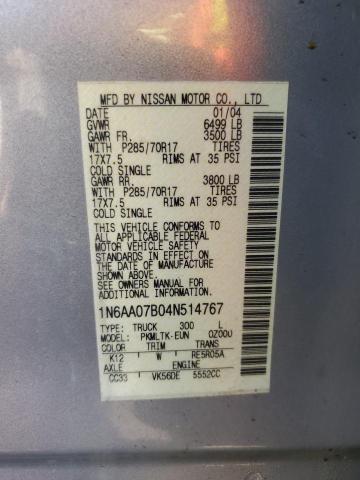 MFD BY NISSAN MOTOR CO., LTD
DATE 01/04
GVWR 6499 LB
GAWR FR. 3500 LB
WITH P285/70R17 TIRES
17X7.5 RIMS AT 35 PSI
COLD SINGLE
GAWR RR. 3800 LB
WITH P285/70R17 TIRES
17X7.5 RIMS AT 35 PSI
COLD SINGLE
THIS VEHICLE CONFORMS TO
ALL APPLICABLE FEDERAL
MOTOR VEHICLE SAFETY
STANDARDS IN EFFECT ON THE
DATE OF MANUFACTURE
SHOWN ABOVE.
SEE OWNERS MANUAL FOR
ADDITIONAL INFORMATION.
1N6AA07B04N514767
TYPE: TRUCK 300 L
MODEL: PKMLTK-EUN 0Z00U
COLOR TRIM TRANS
K12 W RE5R05A
AXLE ENGINE
CC33 VK56DE 5552CC